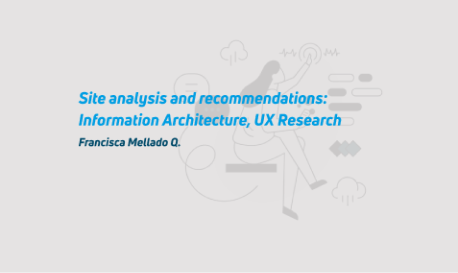 Site analysis and recommendations:
Information Architecture, UX Research
Francisca Mellado Q.